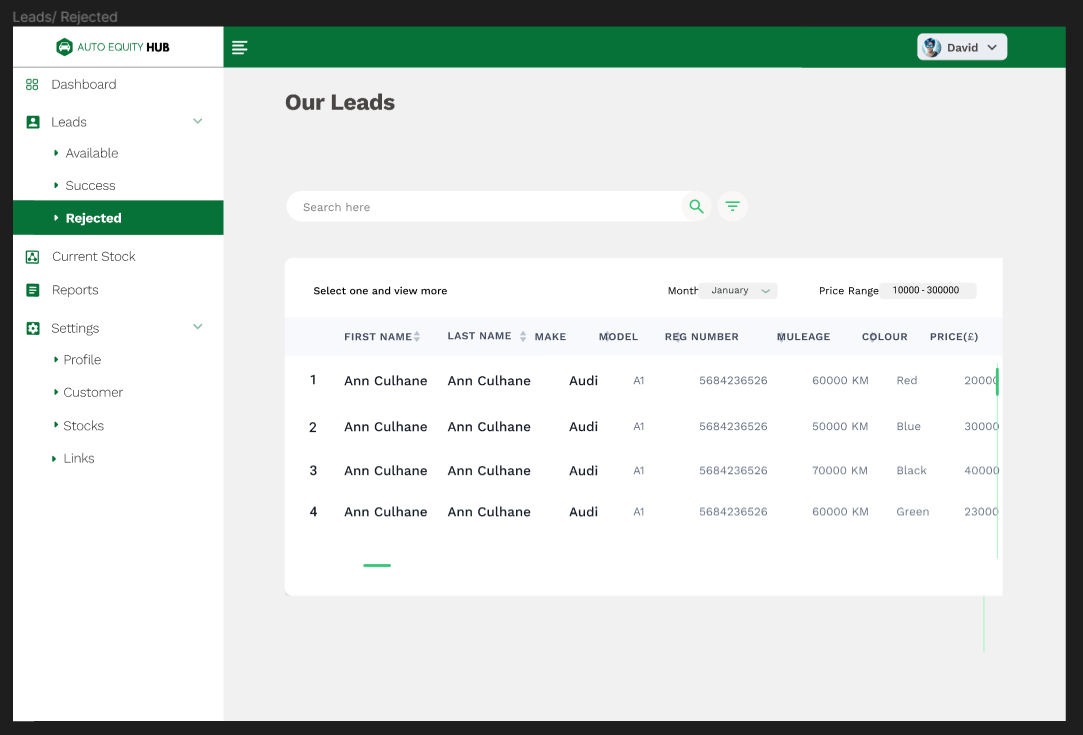 Leads/ Rejected
AUTO EQUITY HUB
David
Dashboard
Leads
Available
Success
Rejected
Current Stock
Reports
Settings
Profile
Customer
Stocks
Links
Our Leads
Search here
Select one and view more
Month January
Price Range 10000 - 300000
FIRST NAME LAST NAME MAKE MODEL REG NUMBER MULEAGE COLOUR PRICE(£)
1 Ann Culhane Ann Culhane Audi A1 5684236526 60000 KM Red 20000
2 Ann Culhane Ann Culhane Audi A1 5684236526 50000 KM Blue 30000
3 Ann Culhane Ann Culhane Audi A1 5684236526 70000 KM Black 40000
4 Ann Culhane Ann Culhane Audi A1 5684236526 60000 KM Green 23000